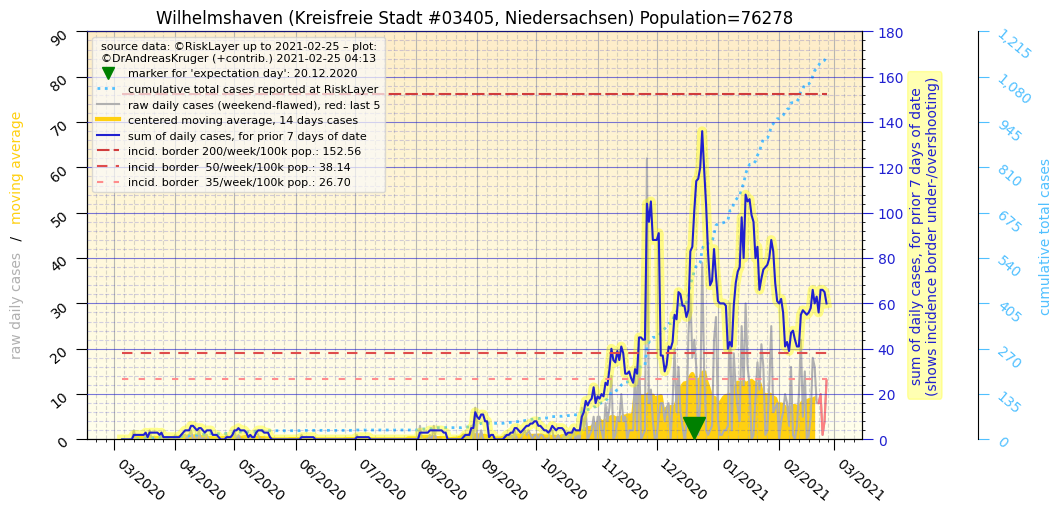 Wilhelmshaven (Kreisfreie Stadt #03405, Niedersachsen) Population=76278
source data: ©RiskLayer up to 2021-02-25 – plot:
©DrAndreasKruger (+contrib.) 2021-02-25 04:13
marker for 'expectation day': 20.12.2020
cumulative total cases reported at RiskLayer
raw daily cases (weekend-flawed), red: last 5
centered moving average, 14 days cases
sum of daily cases, for prior 7 days of date
incid. border 200/week/100k pop.: 152.56
incid. border  50/week/100k pop.: 38.14
incid. border  35/week/100k pop.: 26.70
raw daily cases / moving average
90
80
70
60
50
40
30
20
10
0
03/2020
04/2020
05/2020
06/2020
07/2020
08/2020
09/2020
10/2020
11/2020
12/2020
01/2021
02/2021
03/2021
180
160
140
120
100
80
60
40
20
0
sum of daily cases, for prior 7 days of date
(shows incidence border under-/overshooting)
1,215
1,080
945
810
675
540
405
270
135
0
cumulative total cases